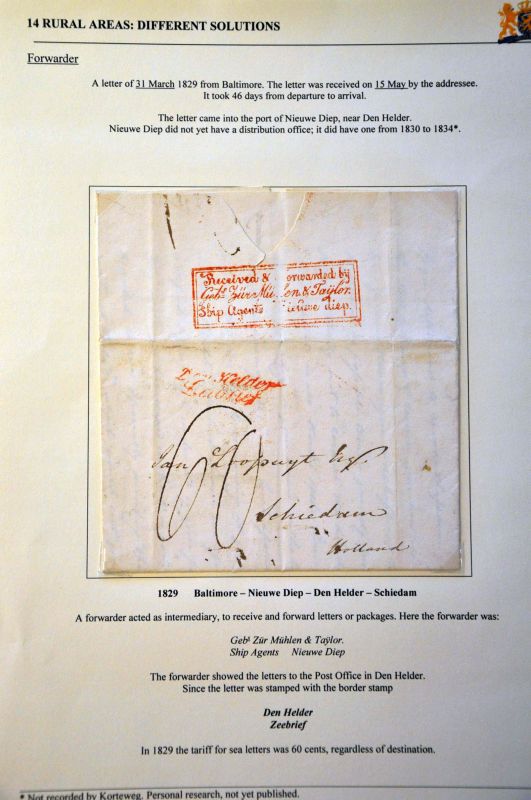 14 RURAL AREAS: DIFFERENT SOLUTIONS
Forwarder
A letter of 31 March 1829 from Baltimore. The letter was received on 15 May by the addressee.
It took 46 days from departure to arrival.
The letter came into the port of Nieuwe Diep, near Den Helder.
Nieuwe Diep did not yet have a distribution office; it did have one from 1830 to 1834*.
Received & Forwarded by
Gebs Zür Mühlen & Taÿlor.
Ship Agents Nieuwe diep.
Den Helder
Zeebrief
60
Jan Loopuyt Esqr.
Schiedam
Holland
1829 Baltimore – Nieuwe Diep – Den Helder – Schiedam
A forwarder acted as intermediary, to receive and forward letters or packages. Here the forwarder was:
Gebs Zür Mühlen & Taÿlor.
Ship Agents Nieuwe Diep
The forwarder showed the letters to the Post Office in Den Helder.
Since the letter was stamped with the border stamp
Den Helder
Zeebrief
In 1829 the tariff for sea letters was 60 cents, regardless of destination.
* Not recorded by Korteweg. Personal research, not yet published.